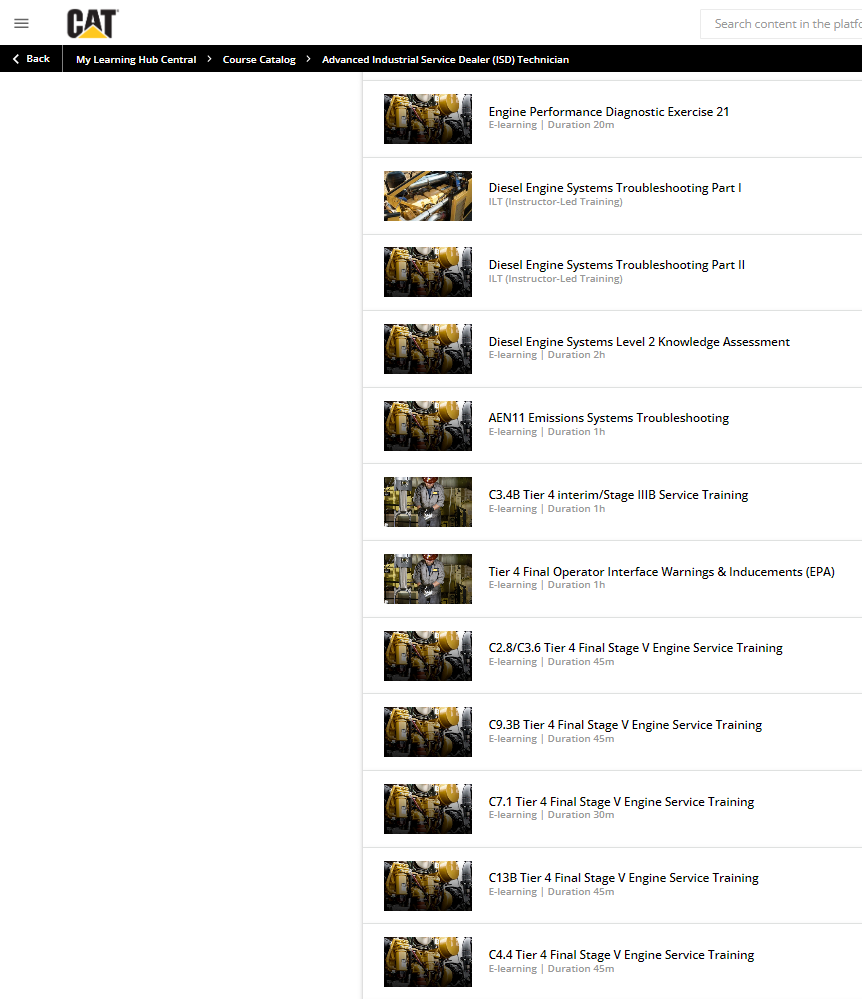 CAT
Search content in the platfo
Back
My Learning Hub Central > Course Catalog > Advanced Industrial Service Dealer (ISD) Technician
Engine Performance Diagnostic Exercise 21
E-learning | Duration 20m
Diesel Engine Systems Troubleshooting Part I
ILT (Instructor-Led Training)
Diesel Engine Systems Troubleshooting Part II
ILT (Instructor-Led Training)
Diesel Engine Systems Level 2 Knowledge Assessment
E-learning | Duration 2h
AEN11 Emissions Systems Troubleshooting
E-learning | Duration 1h
C3.4B Tier 4 interim/Stage IIIB Service Training
E-learning | Duration 1h
Tier 4 Final Operator Interface Warnings & Inducements (EPA)
E-learning | Duration 1h
C2.8/C3.6 Tier 4 Final Stage V Engine Service Training
E-learning | Duration 45m
C9.3B Tier 4 Final Stage V Engine Service Training
E-learning | Duration 45m
C7.1 Tier 4 Final Stage V Engine Service Training
E-learning | Duration 30m
C13B Tier 4 Final Stage V Engine Service Training
E-learning | Duration 45m
C4.4 Tier 4 Final Stage V Engine Service Training
E-learning | Duration 45m